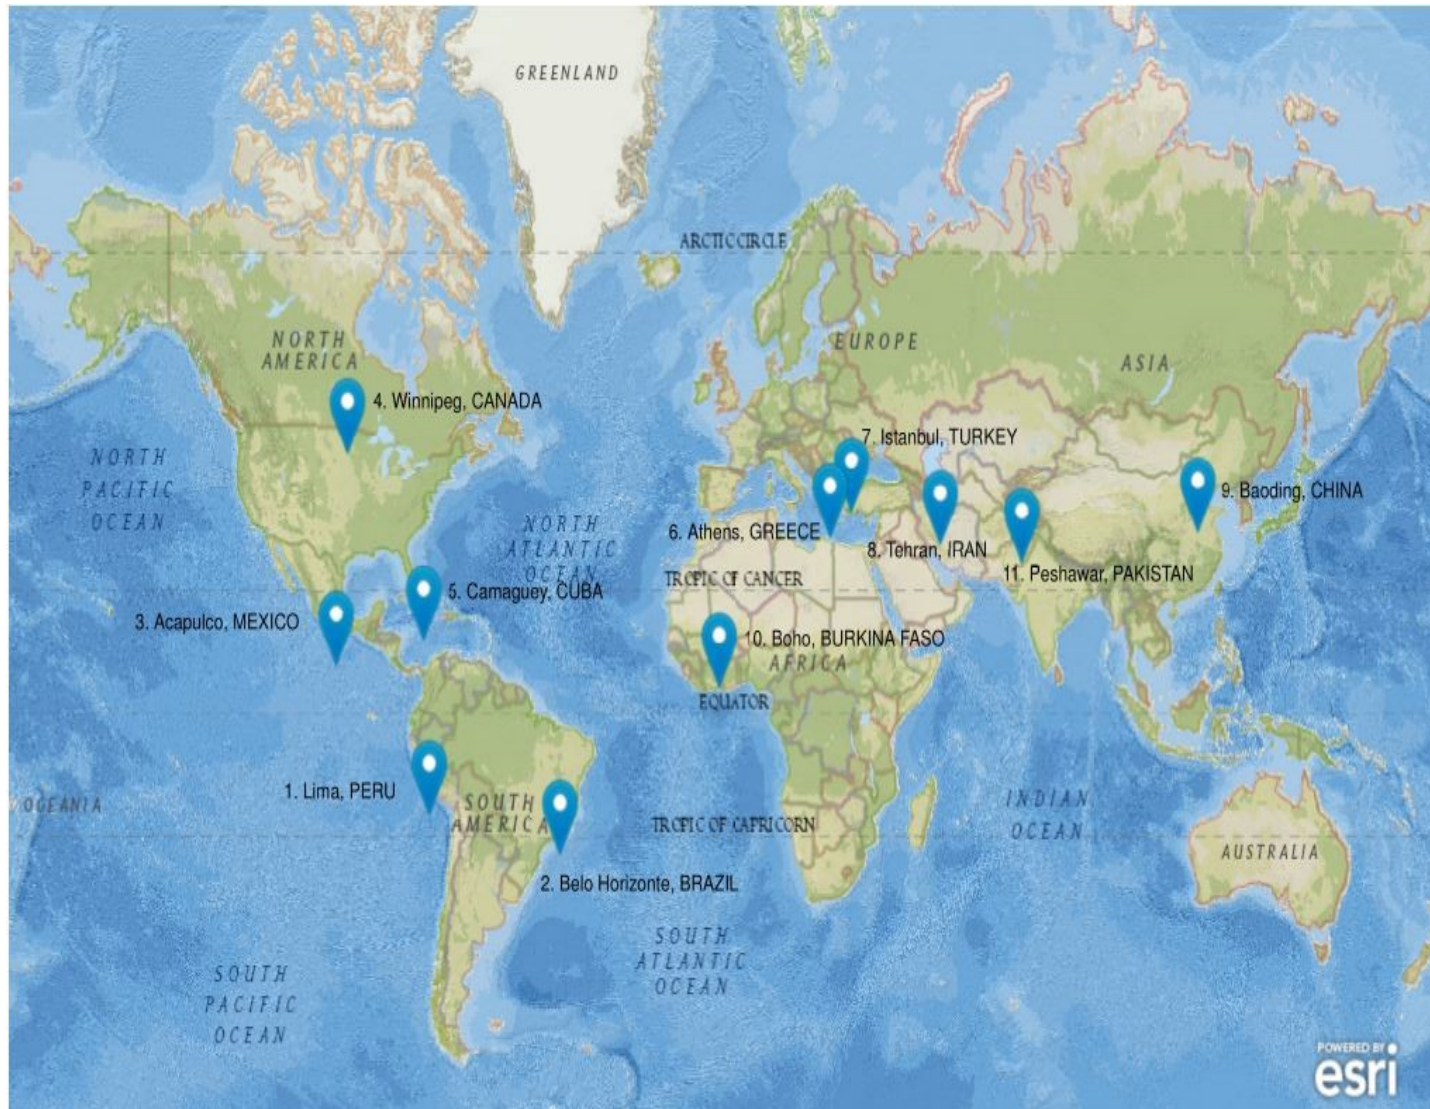 GREENLAND
ARCTIC CIRCLE
NORTH
AMERICA
EUROPE
ASIA
4. Winnipeg, CANADA
7. Istanbul, TURKEY
NORTH
PACIFIC
OCEAN
9. Baoding, CHINA
NORTH
ATLANTIC
OCEAN
6. Athens, GREECE
8. Tehran, IRAN
11. Peshawar, PAKISTAN
TROPIC OF CANCER
5. Camaguey, CUBA
3. Acapulco, MEXICO
10. Boho, BURKINA FASO
AFRICA
EQUATOR
1. Lima, PERU
OCEANIA
SOUTH
AMERICA
TROPIC OF CAPRICORN
INDIAN
OCEAN
AUSTRALIA
2. Belo Horizonte, BRAZIL
SOUTH
ATLANTIC
OCEAN
SOUTH
PACIFIC
OCEAN
POWERED BY
esri